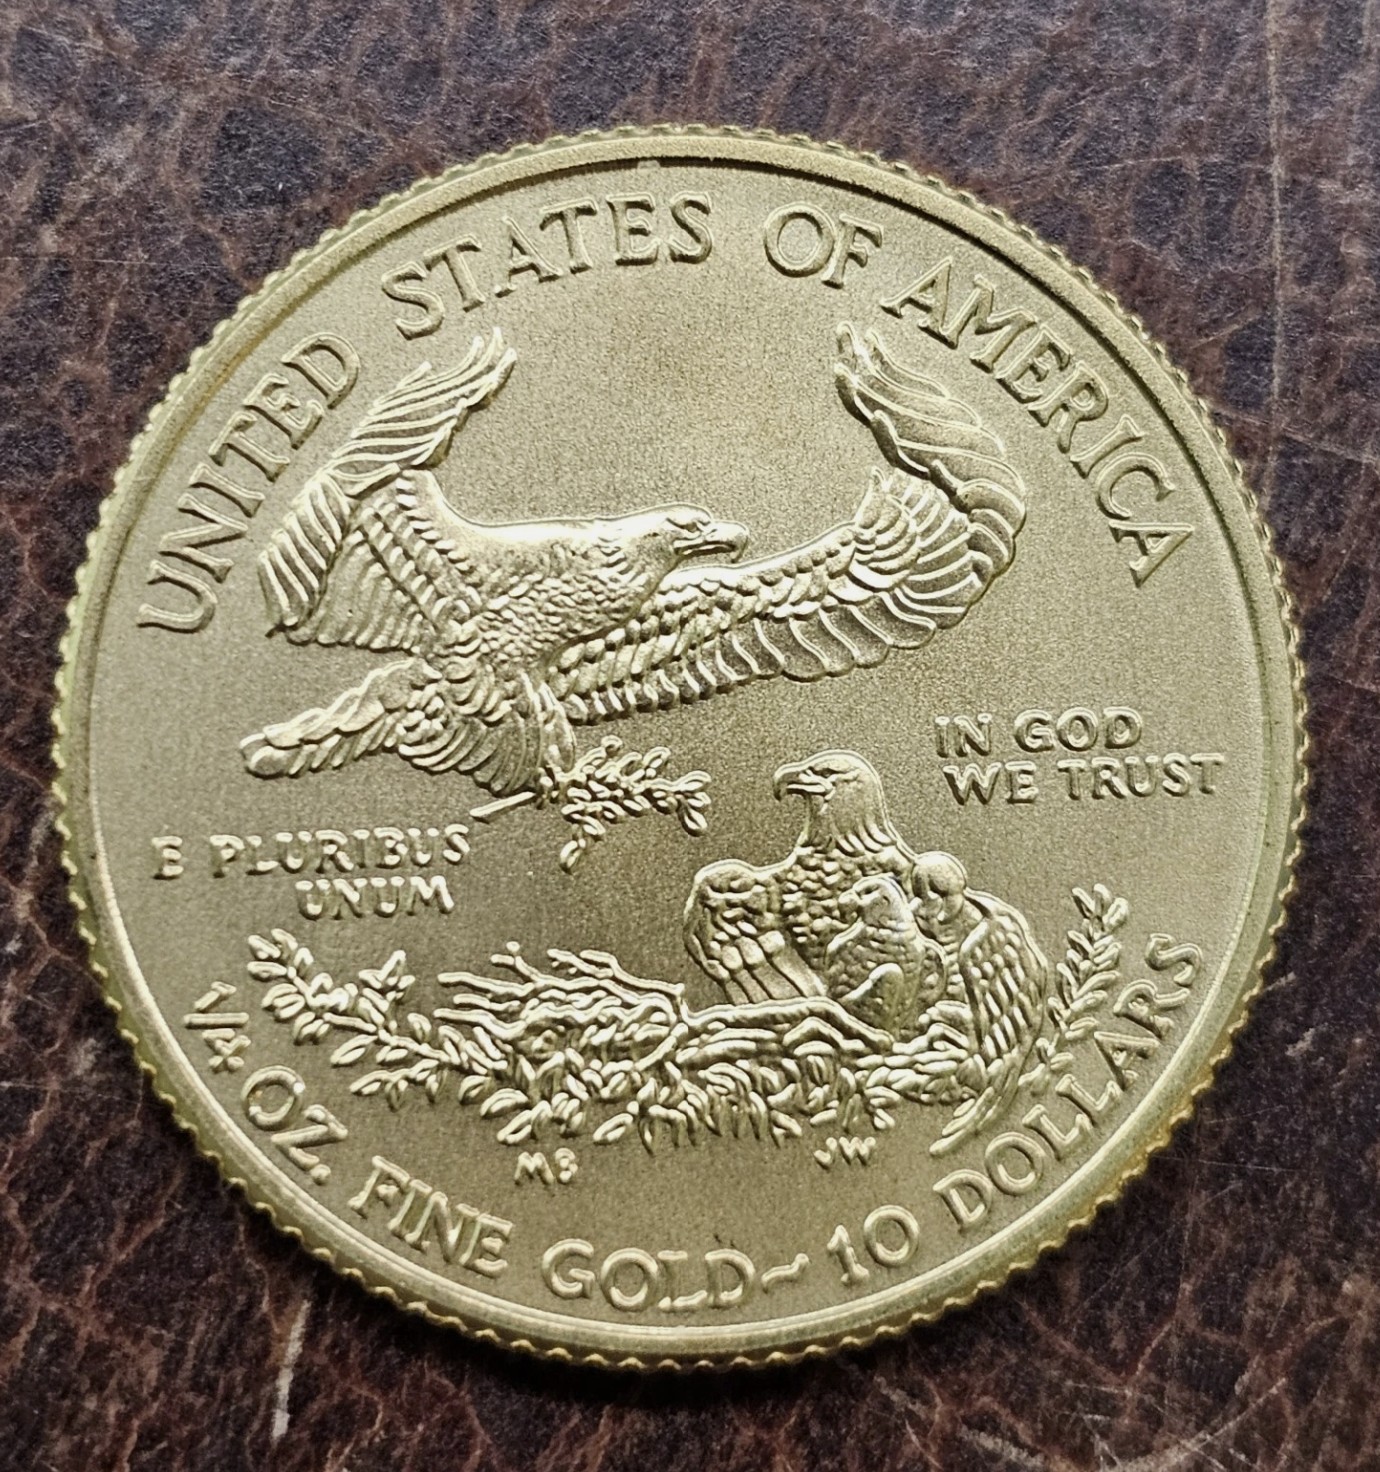 UNITED STATES OF AMERICA
IN GOD
WE TRUST
E PLURIBUS
UNUM
MB
JW
1/4 OZ. FINE GOLD~10 DOLLARS